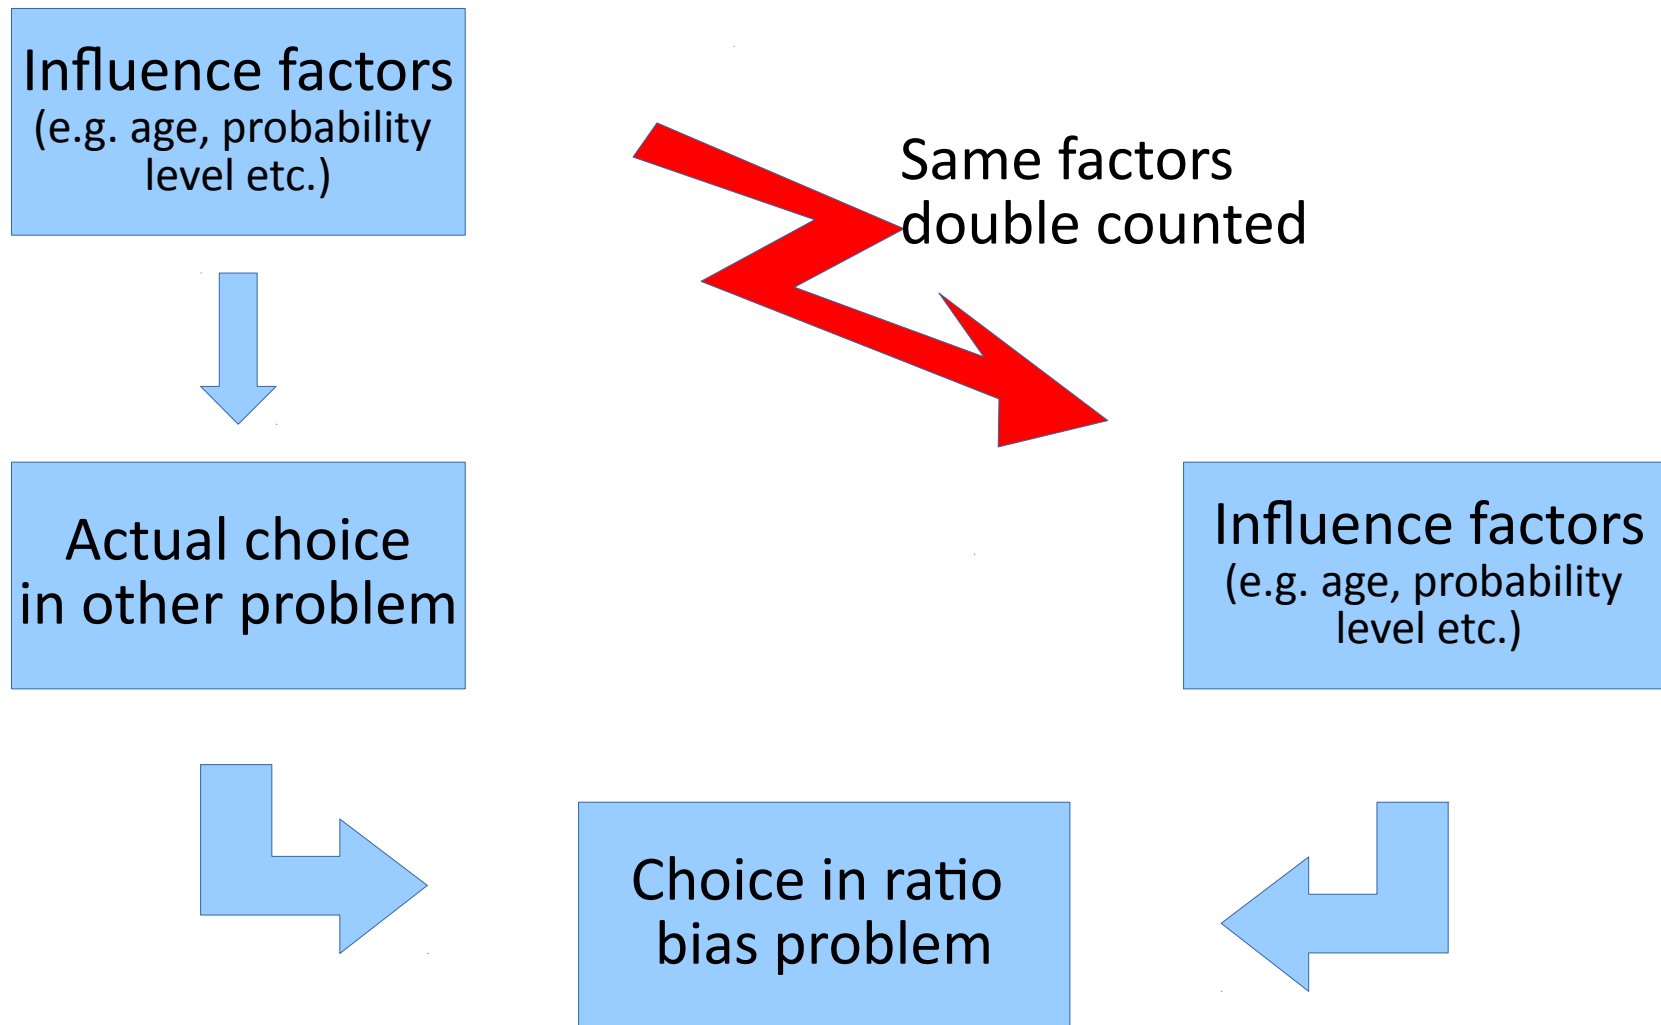 Influence factors
(e.g. age, probability
level etc.)
Same factors
double counted
Actual choice
in other problem
Influence factors
(e.g. age, probability
level etc.)
Choice in ratio
bias problem